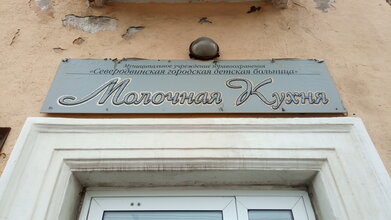 Муниципальное учреждение здравоохранения
«Северодвинская городская детская больница»
Молочная Кухня